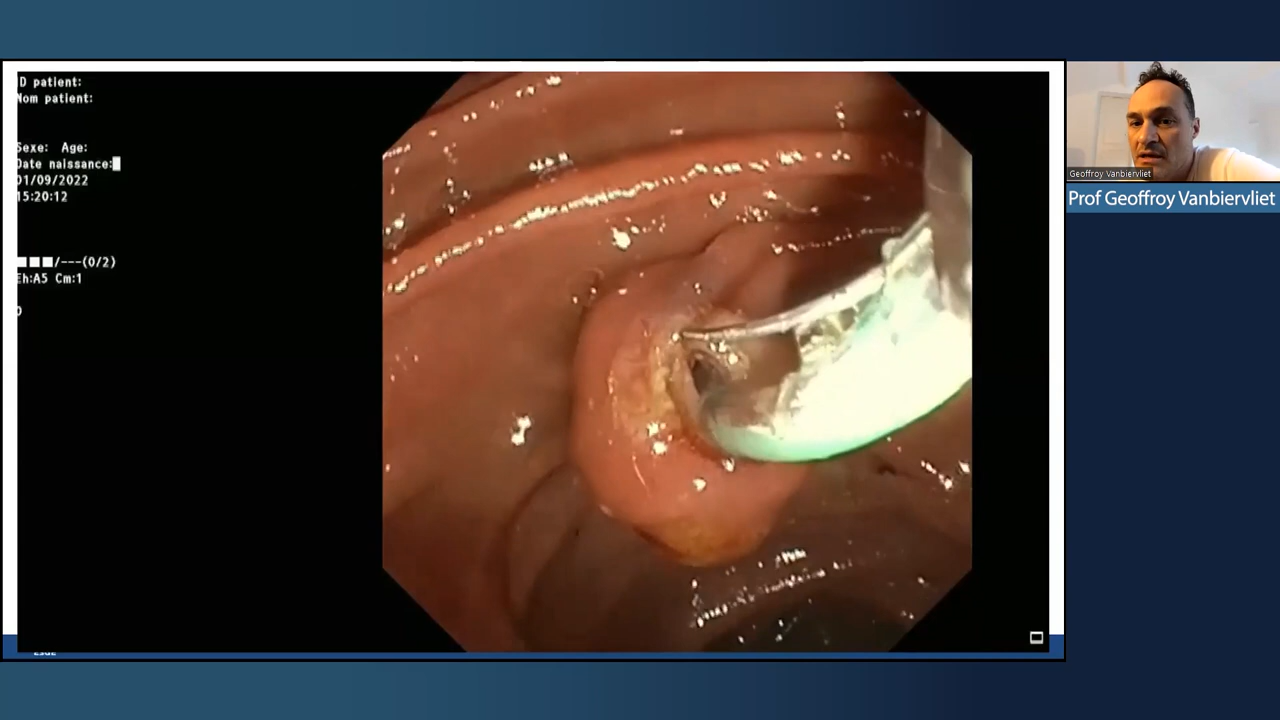 D patient:
Nom patient:
Sexe: Age:
Date naissance:
01/09/2022
15:20:12
/---(0/2)
Eh:A5 Cm:1
Geoffroy Vanbiervliet
Prof Geoffroy Vanbiervliet